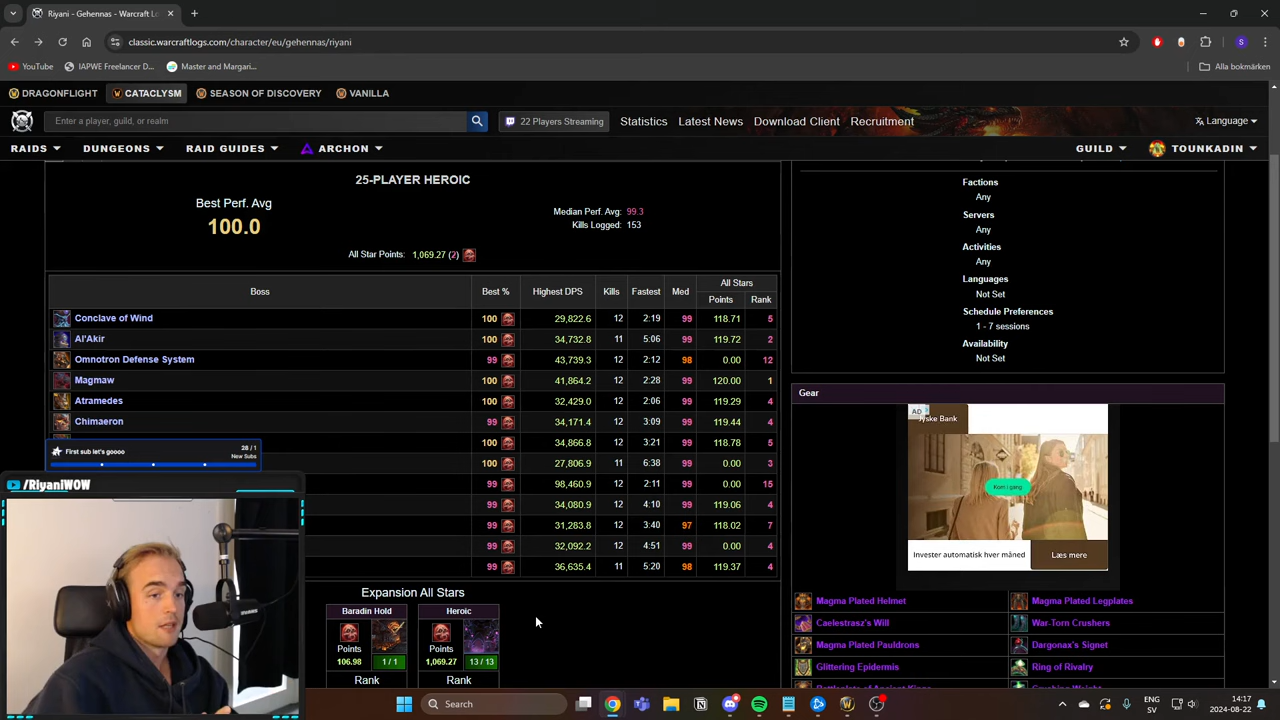 Riyani - Gehennas - Warcraft Lo
classic.warcraftlogs.com/character/eu/gehennas/riyani
S
YouTube
IAPWE Freelancer D...
Master and Margari...
Alla bokmärken
DRAGONFLIGHT
CATACLYSM
SEASON OF DISCOVERY
VANILLA
Enter a player, guild, or realm
22 Players Streaming
Statistics
Latest News
Download Client
Recruitment
Language
RAIDS
DUNGEONS
RAID GUIDES
ARCHON
GUILD
TOUNKADIN
25-PLAYER HEROIC
Best Perf. Avg
100.0
Median Perf. Avg: 99.3
Kills Logged: 153
All Star Points: 1,069.27 (2)
Boss Best % Highest DPS Kills Fastest Med All Stars
Points Rank
Conclave of Wind 100 29,822.6 12 2:19 99 118.71 5
Al'Akir 100 34,732.8 11 5:06 99 119.72 2
Omnotron Defense System 99 43,739.3 12 2:12 98 0.00 12
Magmaw 100 41,864.2 12 2:28 99 120.00 1
Atramedes 100 32,429.0 12 2:06 99 119.29 4
Chimaeron 100 34,171.4 12 3:09 99 119.44 4
100 34,866.8 12 3:21 99 118.78 5
100 27,806.9 11 6:38 99 0.00 3
99 98,460.9 12 2:11 99 0.00 15
100 34,080.9 12 4:10 99 119.06 4
99 31,283.8 12 3:40 97 118.02 7
99 32,092.2 12 4:51 99 0.00 4
99 36,635.4 11 5:20 98 119.37 4
First sub let's goooo
28 / 1
New Subs
/RiyaniWOW
Expansion All Stars
Baradin Hold
Points
106.98
1 / 1
Rank
Heroic
Points
1,069.27
13 / 13
Rank
Factions
Any
Servers
Any
Activities
Any
Languages
Not Set
Schedule Preferences
1 - 7 sessions
Availability
Not Set
Gear
AD
Jyske Bank
Kom i gang
Invester automatisk hver måned
Læs mere
Magma Plated Helmet
Magma Plated Legplates
Caelestrasz's Will
War-Torn Crushers
Magma Plated Pauldrons
Dargonax's Signet
Glittering Epidermis
Ring of Rivalry
Search
ENG
SV
14:17
2024-08-22